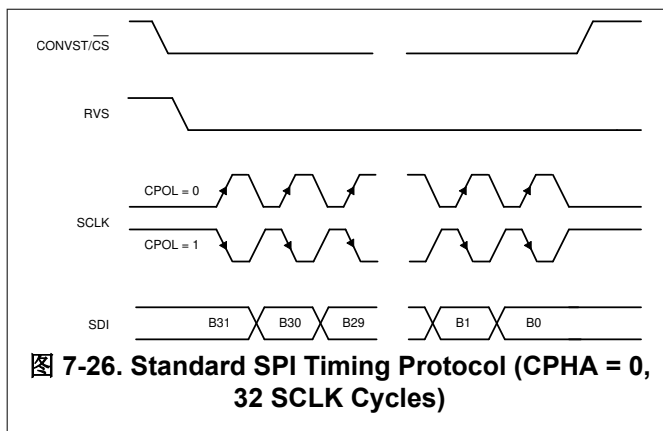 CONVST/CS
RVS
CPOL = 0
SCLK
CPOL = 1
SDI
B31 B30 B29 B1 B0
图 7-26. Standard SPI Timing Protocol (CPHA = 0,
32 SCLK Cycles)